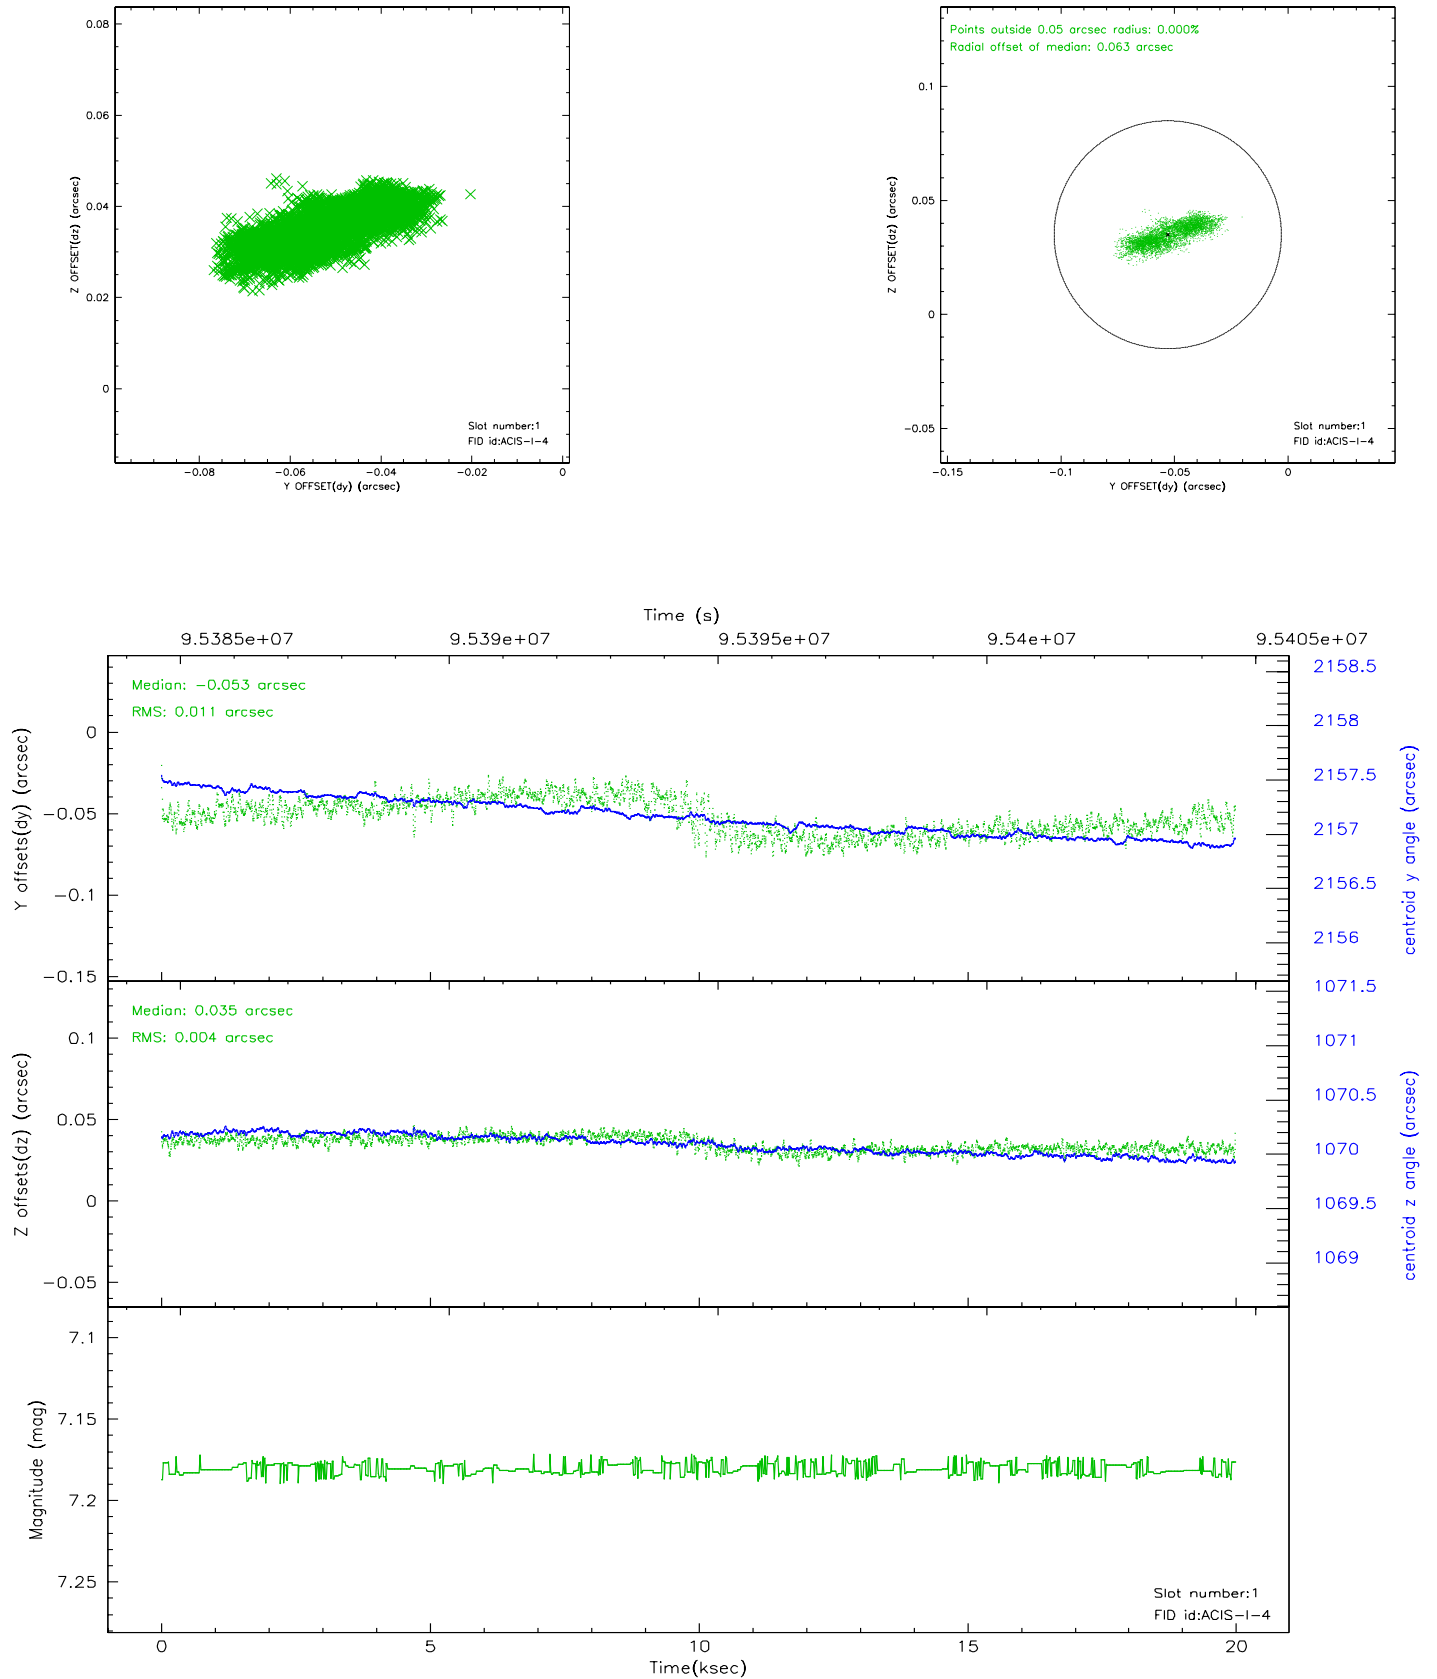 0.08
0.06
0.04
0.02
0
Z OFFSET(dz) (arcsec)
Slot number:1
FID id:ACIS-I-4
-0.08 -0.06 -0.04 -0.02 0
Y OFFSET(dy) (arcsec)
Points outside 0.05 arcsec radius: 0.000%
Radial offset of median: 0.063 arcsec
0.1
0.05
0
-0.05
Z OFFSET(dz) (arcsec)
Slot number:1
FID id:ACIS-I-4
-0.15 -0.1 -0.05 0
Y OFFSET(dy) (arcsec)
Time (s)
9.5385e+07 9.539e+07 9.5395e+07 9.54e+07 9.5405e+07
Median: -0.053 arcsec
RMS: 0.011 arcsec
0
-0.05
-0.1
-0.15
Y offsets(dy) (arcsec)
2158.5
2158
2157.5
2157
2156.5
2156
centroid y angle (arcsec)
Median: 0.035 arcsec
RMS: 0.004 arcsec
0.1
0.05
0
-0.05
Z offsets(dz) (arcsec)
1071.5
1071
1070.5
1070
1069.5
1069
centroid z angle (arcsec)
7.1
7.15
7.2
7.25
Magnitude (mag)
Slot number:1
FID id:ACIS-I-4
0 5 10 15 20
Time(ksec)